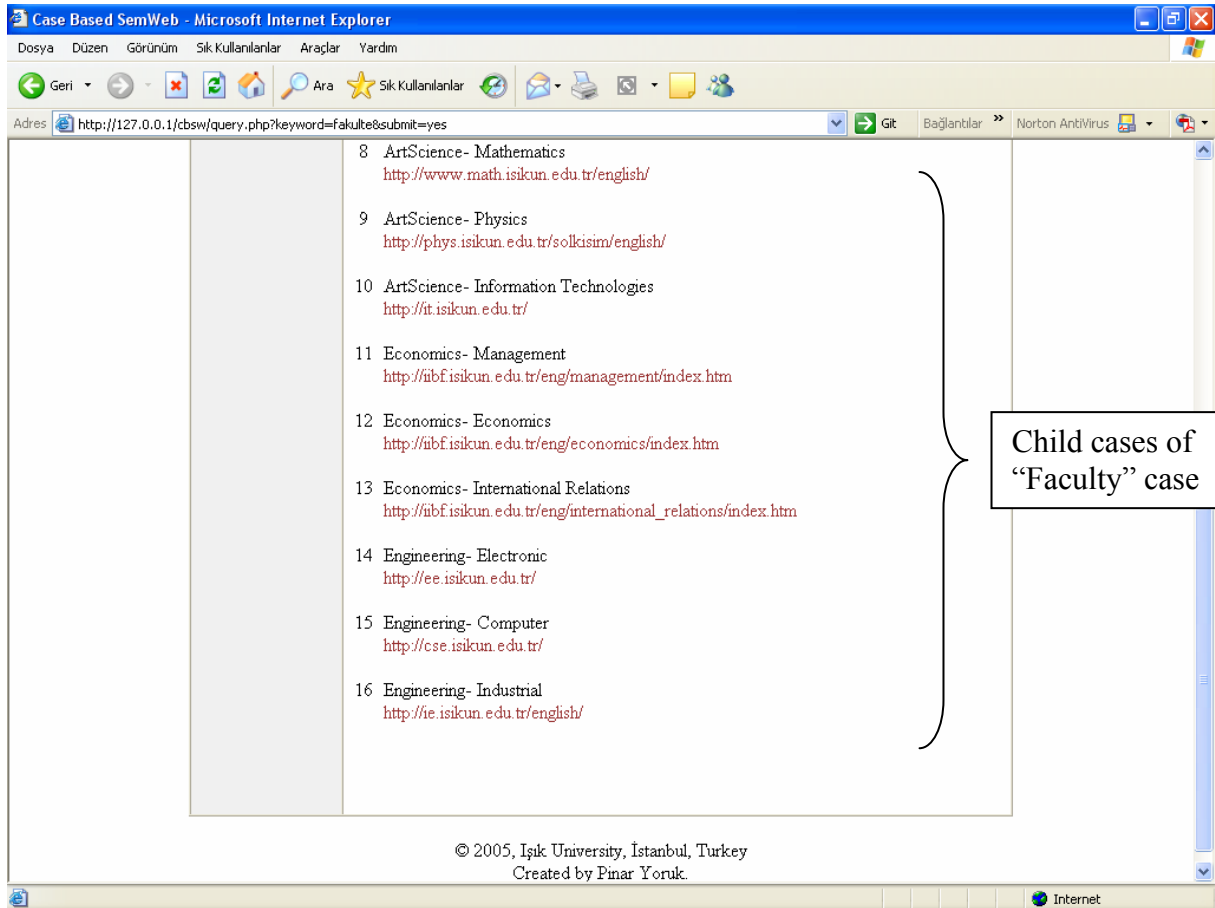 Case Based SemWeb - Microsoft Internet Explorer
Dosya Düzen Görünüm Sık Kullanılanlar Araçlar Yardım
Geri Ara Sık Kullanılanlar
Adres http://127.0.0.1/cbsw/query.php?keyword=fakulte&submit=yes Git Bağlantılar » Norton AntiVirus
8 ArtScience- Mathematics
http://www.math.isikun.edu.tr/english/
9 ArtScience- Physics
http://phys.isikun.edu.tr/solkisim/english/
10 ArtScience- Information Technologies
http://it.isikun.edu.tr/
11 Economics- Management
http://iibf.isikun.edu.tr/eng/management/index.htm
12 Economics- Economics
http://iibf.isikun.edu.tr/eng/economics/index.htm
13 Economics- International Relations
http://iibf.isikun.edu.tr/eng/international_relations/index.htm
14 Engineering- Electronic
http://ee.isikun.edu.tr/
15 Engineering- Computer
http://cse.isikun.edu.tr/
16 Engineering- Industrial
http://ie.isikun.edu.tr/english/
Child cases of
“Faculty” case
© 2005, Işık University, İstanbul, Turkey
Created by Pinar Yoruk.
Internet